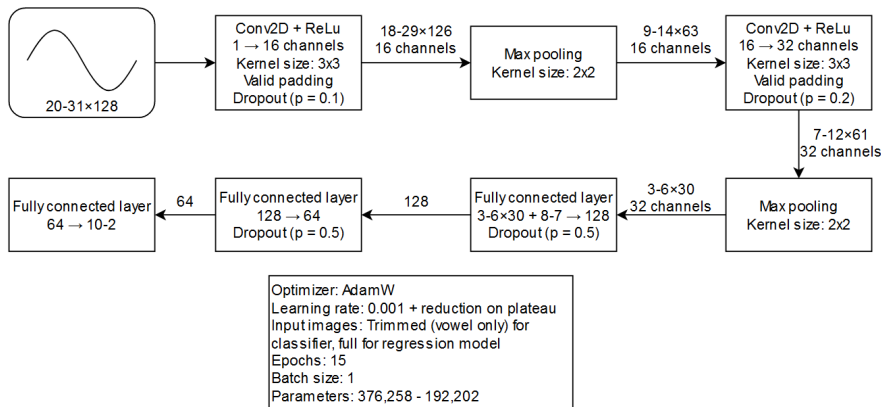 20-31×128
Conv2D + ReLu
1 → 16 channels
Kernel size: 3x3
Valid padding
Dropout (p = 0.1)
18-29×126
16 channels
Max pooling
Kernel size: 2x2
9-14×63
16 channels
Conv2D + ReLu
16 → 32 channels
Kernel size: 3x3
Valid padding
Dropout (p = 0.2)
7-12×61
32 channels
Max pooling
Kernel size: 2x2
3-6×30
32 channels
Fully connected layer
3-6×30 + 8-7 → 128
Dropout (p = 0.5)
128
Fully connected layer
128 → 64
Dropout (p = 0.5)
64
Fully connected layer
64 → 10-2
Optimizer: AdamW
Learning rate: 0.001 + reduction on plateau
Input images: Trimmed (vowel only) for
classifier, full for regression model
Epochs: 15
Batch size: 1
Parameters: 376,258 - 192,202